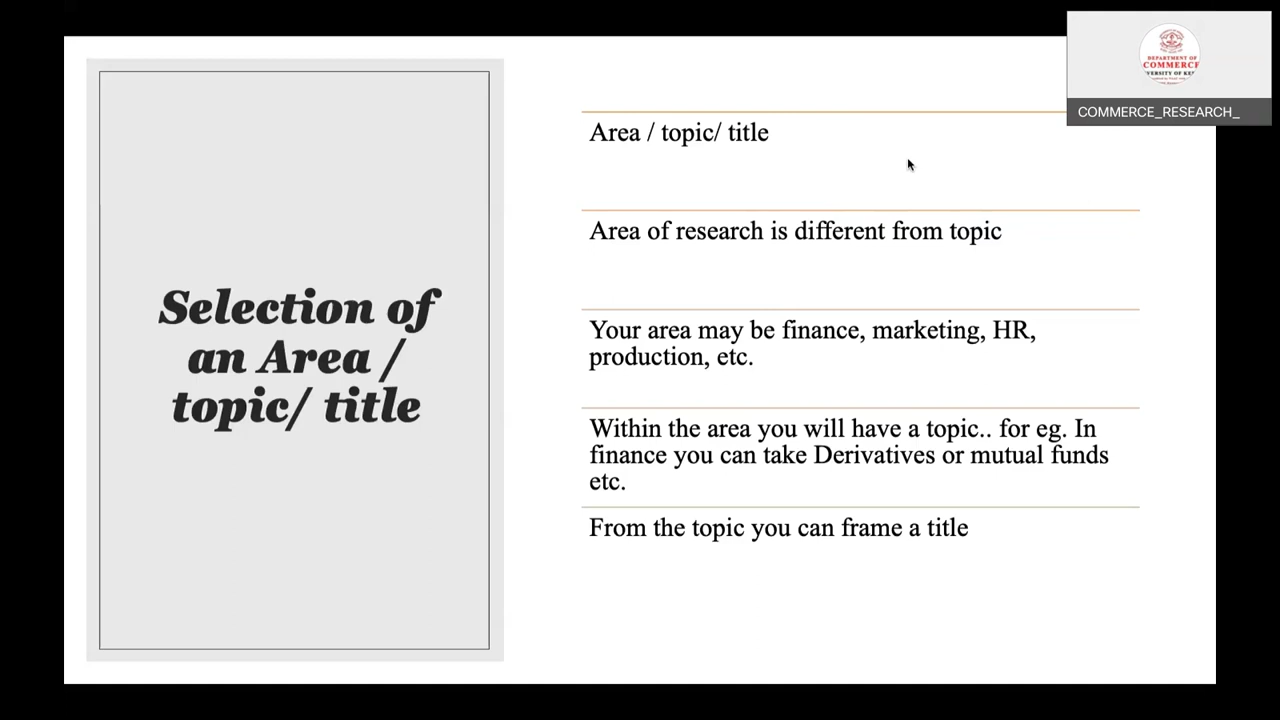 Selection of
an Area /
topic/ title
Area / topic/ title
Area of research is different from topic
Your area may be finance, marketing, HR,
production, etc.
Within the area you will have a topic.. for eg. In
finance you can take Derivatives or mutual funds
etc.
From the topic you can frame a title
DEPARTMENT OF
COMMERCE_RESEARCH_